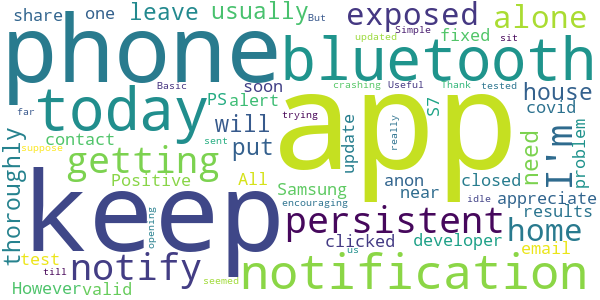 share one leave usually But exposed alone
phone bluetooth updated Simple sit
Basic soon crashing Useful Thank tested
today PS alert fixed house
far trying S7 covid
contact will app I'm
thoroughly sent update really need problem
suppose getting put
Positive All anon closed
opening Samsung near appreciate
keep persistent encouraging idle results
clicked developer home
test notify us email
till notification
However valid seemed